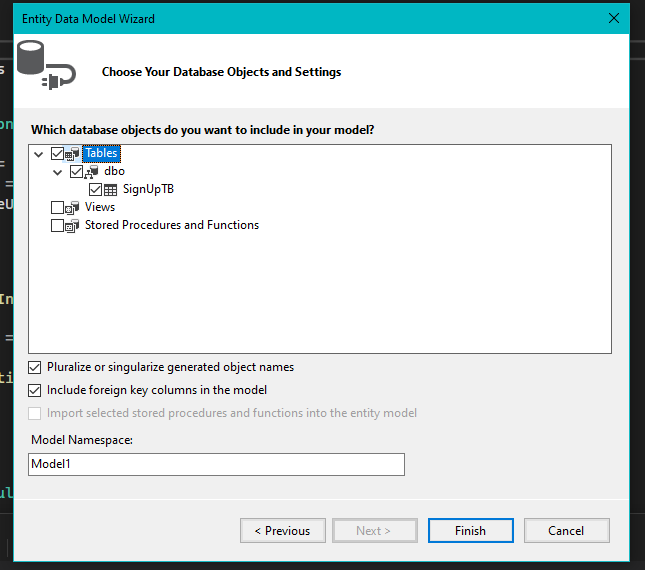 Entity Data Model Wizard
Choose Your Database Objects and Settings
Which database objects do you want to include in your model?
Tables
dbo
SignUpTB
Views
Stored Procedures and Functions
Pluralize or singularize generated object names
Include foreign key columns in the model
Import selected stored procedures and functions into the entity model
Model Namespace:
Model1
< Previous
Next >
Finish
Cancel